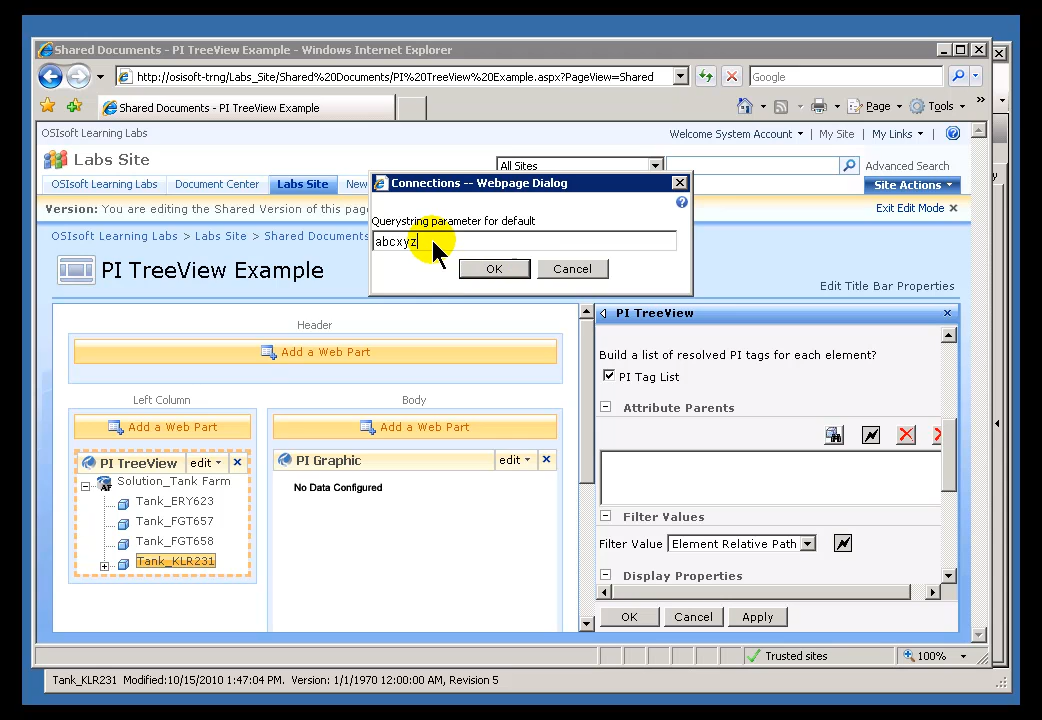 Shared Documents - PI TreeView Example - Windows Internet Explorer
http://osisoft-trng/Labs_Site/Shared%20Documents/PI%20TreeView%20Example.aspx?PageView=Shared
Google
Shared Documents - PI TreeView Example
Page
Tools
»
OSIsoft Learning Labs
Welcome System Account
My Site
My Links
Labs Site
All Sites
Advanced Search
OSIsoft Learning Labs
Document Center
Labs Site
New
Site Actions
Version: You are editing the Shared Version of this page
Exit Edit Mode
OSIsoft Learning Labs > Labs Site > Shared Documents
PI TreeView Example
Edit Title Bar Properties
Connections -- Webpage Dialog
Querystring parameter for default
abcxyz
OK
Cancel
Header
Add a Web Part
Left Column
Add a Web Part
PI TreeView
edit
Solution_Tank Farm
AF
Tank_ERY623
Tank_FGT657
Tank_FGT658
Tank_KLR231
Body
Add a Web Part
PI Graphic
edit
No Data Configured
PI TreeView
Build a list of resolved PI tags for each element?
PI Tag List
Attribute Parents
Filter Values
Filter Value
Element Relative Path
Display Properties
OK
Cancel
Apply
Trusted sites
100%
Tank_KLR231 Modified:10/15/2010 1:47:04 PM. Version: 1/1/1970 12:00:00 AM, Revision 5